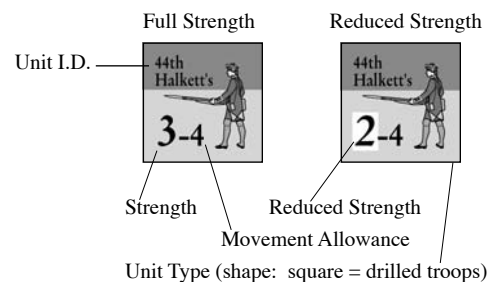 Full Strength
Reduced Strength
Unit I.D.
44th
Halkett's
3-4
44th
Halkett's
2-4
Strength
Reduced Strength
Movement Allowance
Unit Type (shape: square = drilled troops)